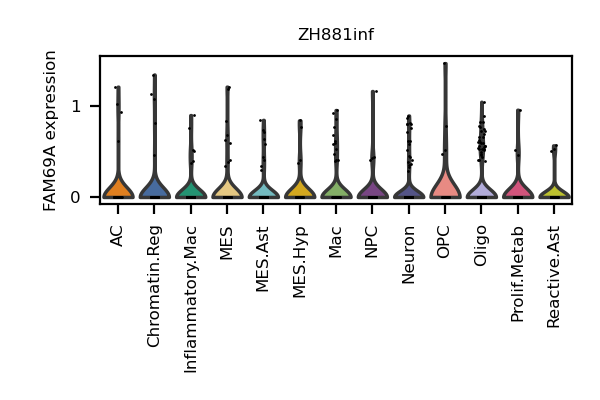 ZH881inf
FAM69A expression
1
0
AC
Chromatin.Reg
Inflammatory.Mac
MES
MES.Ast
MES.Hyp
Mac
NPC
Neuron
OPC
Oligo
Prolif.Metab
Reactive.Ast